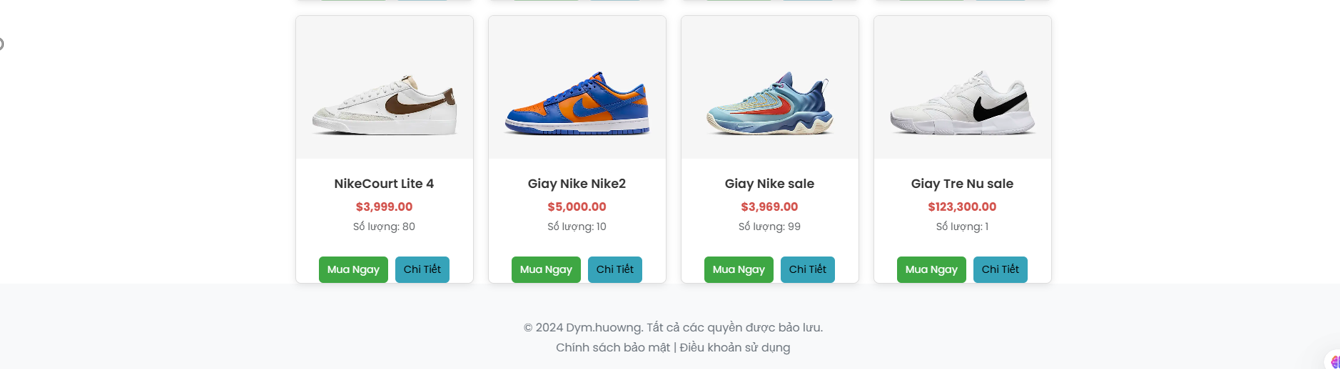 NikeCourt Lite 4
$3,999.00
Số lượng: 80
Mua Ngay Chi Tiết
Giay Nike Nike2
$5,000.00
Số lượng: 10
Mua Ngay Chi Tiết
Giay Nike sale
$3,969.00
Số lượng: 99
Mua Ngay Chi Tiết
Giay Tre Nu sale
$123,300.00
Số lượng: 1
Mua Ngay Chi Tiết
© 2024 Dym.huowng. Tất cả các quyền được bảo lưu.
Chính sách bảo mật | Điều khoản sử dụng